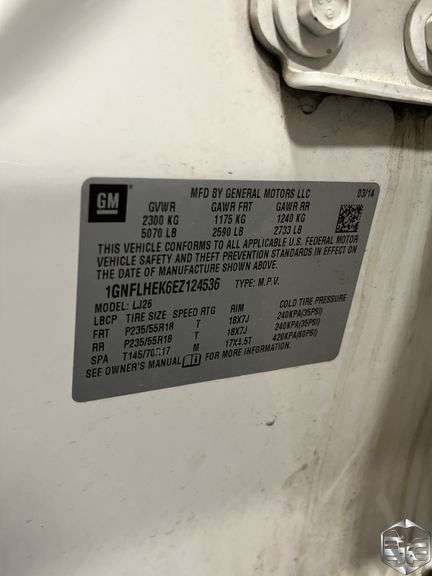 GM
MFD BY GENERAL MOTORS LLC 03/14
GVWR GAWR FRT GAWR RR
2300 KG 1175 KG 1240 KG
5070 LB 2590 LB 2733 LB
THIS VEHICLE CONFORMS TO ALL APPLICABLE U.S. FEDERAL MOTOR
VEHICLE SAFETY AND THEFT PREVENTION STANDARDS IN EFFECT ON
THE DATE OF MANUFACTURE SHOWN ABOVE.
1GNFLHEK6EZ124536 TYPE: M.P.V.
MODEL: LJ26
LBCP TIRE SIZE SPEED RTG RIM COLD TIRE PRESSURE
FRT P235/55R18 T 18X7J 240KPA(35PSI)
RR P235/55R18 T 18X7J 240KPA(35PSI)
SPA T145/70R17 M 17X4.5T 420KPA(60PSI)
SEE OWNER'S MANUAL FOR MORE INFORMATION.